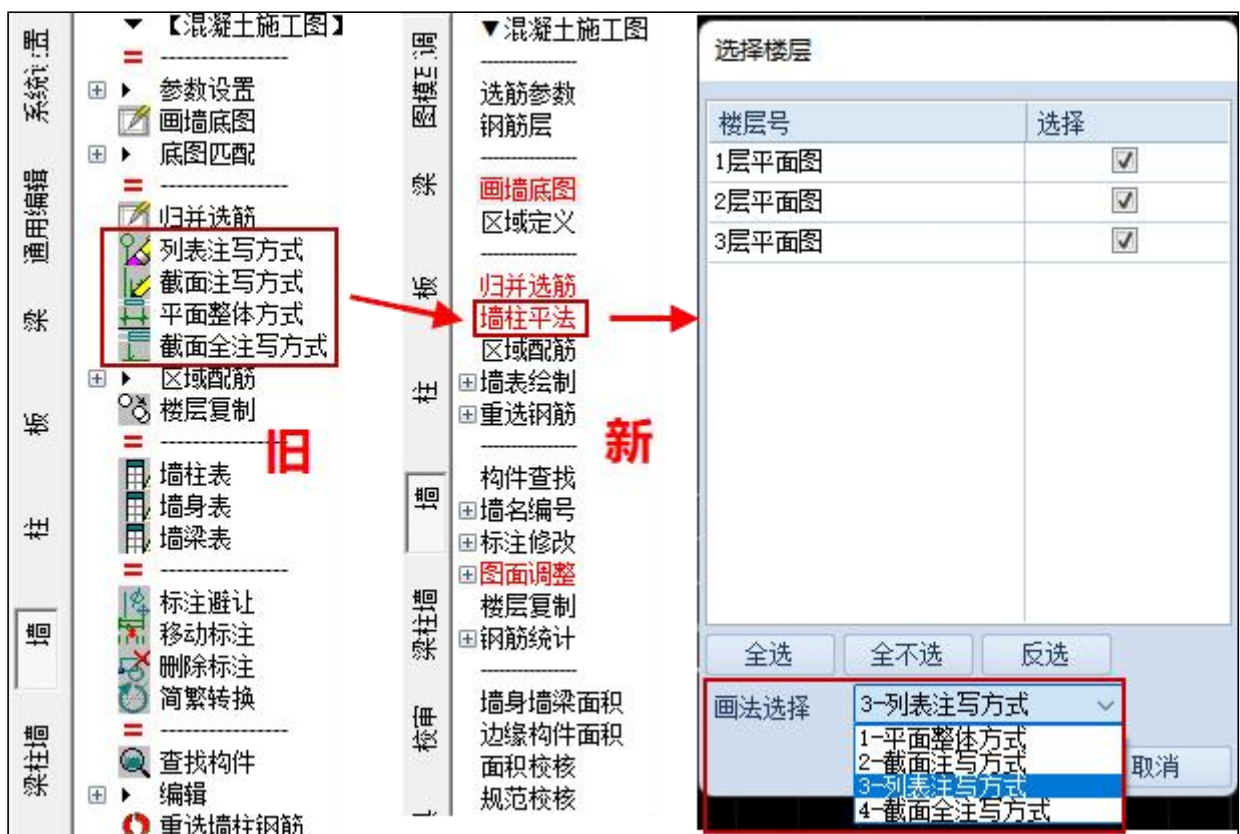 系统设置
通用编辑
梁
板
柱
墙
梁柱墙
▼ 【混凝土施工图】
参数设置
画墙底图
底图匹配
归并选筋
列表注写方式
截面注写方式
平面整体方式
截面全注写方式
区域配筋
楼层复制
旧
墙柱表
墙身表
墙梁表
标注避让
移动标注
删除标注
简繁转换
查找构件
编辑
重选墙柱钢筋
梁
板
柱
墙
梁柱墙
校审
▼混凝土施工图
选筋参数
钢筋层
画墙底图
区域定义
归并选筋
墙柱平法
区域配筋
墙表绘制
重选钢筋
新
构件查找
墙名编号
标注修改
图面调整
楼层复制
钢筋统计
墙身墙梁面积
边缘构件面积
面积校核
规范校核
选择楼层
楼层号 选择
1层平面图
2层平面图
3层平面图
全选 全不选 反选
画法选择 3-列表注写方式
1-平面整体方式
2-截面注写方式
3-列表注写方式
4-截面全注写方式
取消